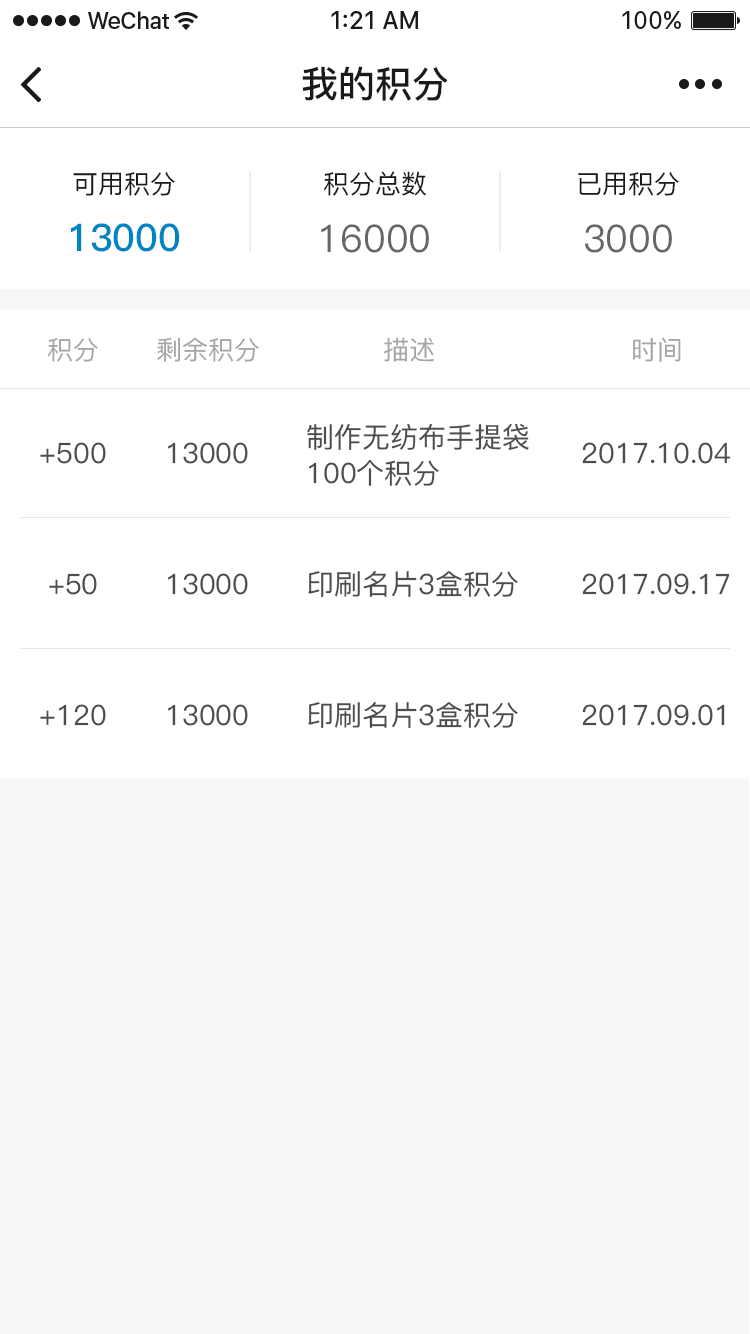 WeChat 1:21 AM 100%
我的积分
可用积分 积分总数 已用积分
13000 16000 3000
积分 剩余积分 描述 时间
+500 13000 制作无纺布手提袋 2017.10.04
100个积分
+50 13000 印刷名片3盒积分 2017.09.17
+120 13000 印刷名片3盒积分 2017.09.01